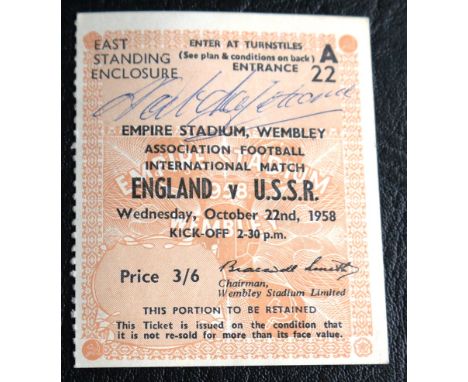 EAST
STANDING
ENCLOSURE
ENTER AT TURNSTILES
(See plan & conditions on back)
ENTRANCE
A
22
EMPIRE STADIUM, WEMBLEY
ASSOCIATION FOOTBALL
INTERNATIONAL MATCH
ENGLAND v U.S.S.R.
Wednesday, October 22nd, 1958
KICK-OFF 2-30 p.m.
Price 3/6
Chairman,
Wembley Stadium Limited
THIS PORTION TO BE RETAINED
This Ticket is issued on the condition that
it is not re-sold for more than its face value.